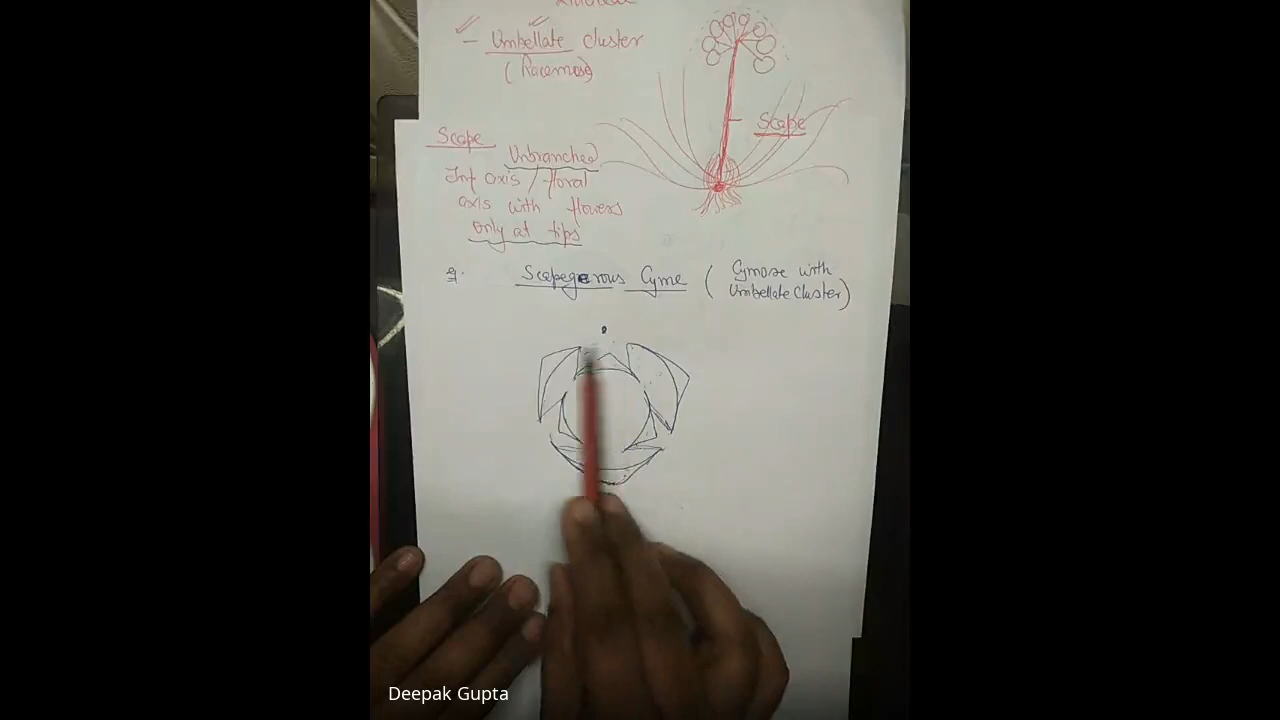 - Umbellate cluster
(Racemose)
Scape
Scape
Unbranched
Inf axis / floral
axis with flowers
only at tips
eg. Scapegerous Cyme ( Cymose with
Umbellate cluster)
Deepak Gupta